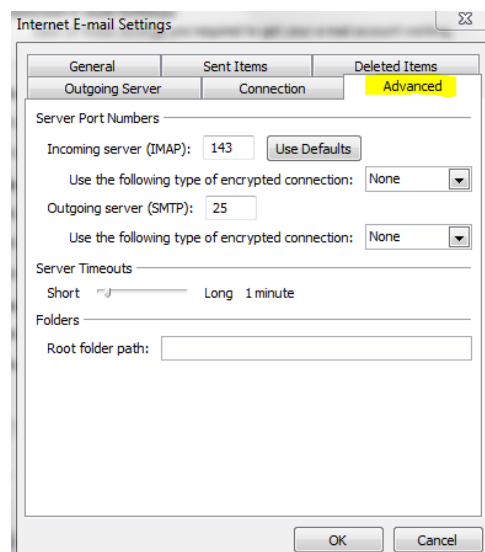 Internet E-mail Settings
General Sent Items Deleted Items
Outgoing Server Connection Advanced
Server Port Numbers
Incoming server (IMAP): 143 Use Defaults
Use the following type of encrypted connection: None
Outgoing server (SMTP): 25
Use the following type of encrypted connection: None
Server Timeouts
Short Long 1 minute
Folders
Root folder path:
OK Cancel